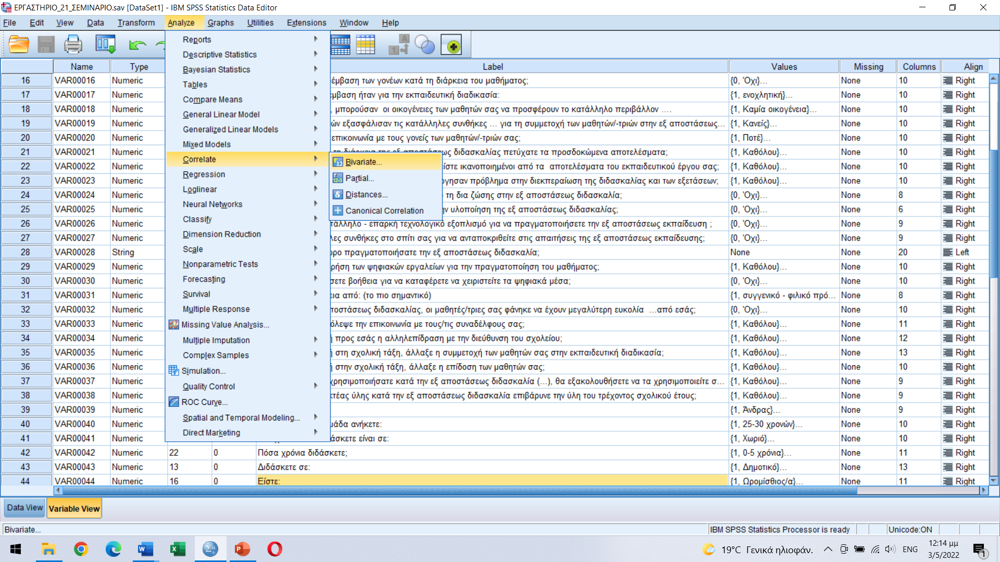 ΕΡΓΑΣΤΗΡΙΟ_21_ΣΕΜΙΝΑΡΙΟ.sav [DataSet1] - IBM SPSS Statistics Data Editor
File Edit View Data Transform Analyze Graphs Utilities Extensions Window Help
Name Type Label Values Missing Columns Align
16 VAR00016 Numeric έμβαση των γονέων κατά τη διάρκεια του μαθήματος; {0, 'Όχι}... None 10 Right
17 VAR00017 Numeric έμβαση ήταν για την εκπαιδευτική διαδικασία: {1, ενοχλητική}... None 10 Right
18 VAR00018 Numeric , μπορούσαν οι οικογένειες των μαθητών σας να προσφέρουν το κατάλληλο περιβάλλον .... {1, Καμία οικογένεια}... None 10 Right
19 VAR00019 Numeric ών εξασφάλισαν τις κατάλληλες συνθήκες ... για τη συμμετοχή των μαθητών/-τριών στην εξ αποστάσεως... {1, Κανείς}... None 10 Right
20 VAR00020 Numeric επικοινωνία με τους γονείς των μαθητών/-τριών σας; {1, Ποτέ}... None 10 Right
21 VAR00021 Numeric τη διάρκεια της εξ αποστάσεως διδασκαλίας πετύχατε τα προσδοκώμενα αποτελέσματα; {1, Καθόλου}... None 10 Right
22 VAR00022 Numeric είστε ικανοποιημένοι από τα αποτελέσματα του εκπαιδευτικού έργου σας; {1, Καθόλου}... None 10 Right
23 VAR00023 Numeric ργησαν πρόβλημα στην διεκπεραίωση της διδασκαλίας και των εξετάσεων; {1, Καθόλου}... None 10 Right
24 VAR00024 Numeric τη δια ζώσης στην εξ αποστάσεως διδασκαλία; {0, 'Όχι}... None 8 Right
25 VAR00025 Numeric ην υλοποίηση της εξ αποστάσεως διδασκαλίας; {0, 'Όχι}... None 6 Right
26 VAR00026 Numeric τάλληλο - επαρκή τεχνολογικό εξοπλισμό για να πραγματοποιήσετε την εξ αποστάσεως εκπαίδευση ; {0, 'Όχι}... None 9 Right
27 VAR00027 Numeric λες συνθήκες στο σπίτι σας για να ανταποκριθείτε στις απαιτήσεις της εξ αποστάσεως εκπαίδευσης; {0, 'Όχι}... None 9 Right
28 VAR00028 String ώρο πραγματοποιήσατε την εξ αποστάσεως διδασκαλία; None None 20 Left
29 VAR00029 Numeric ρήση των ψηφιακών εργαλείων για την πραγματοποίηση του μαθήματος; {1, Καθόλου}... None 10 Right
30 VAR00030 Numeric σετε βοήθεια για να καταφέρετε να χειριστείτε τα ψηφιακά μέσα; {0, 'Όχι}... None 10 Right
31 VAR00031 Numeric εια από: (το πιο σημαντικό) {1, συγγενικό - φιλικό πρό... None 8 Right
32 VAR00032 Numeric ποστάσεως διδασκαλίας, οι μαθητές/τριες σας φάνηκε να έχουν μεγαλύτερη ευκολία ...από εσάς; {0, 'Όχι}... None 10 Right
33 VAR00033 Numeric όλεψε την επικοινωνία με τους/τις συναδέλφους σας; {1, Καθόλου}... None 11 Right
34 VAR00034 Numeric ή προς εσάς η αλληλεπίδραση με την διεύθυνση του σχολείου; {1, Καθόλου}... None 12 Right
35 VAR00035 Numeric ή στη σχολική τάξη, άλλαξε η συμμετοχή των μαθητών σας στην εκπαιδευτική διαδικασία; {1, Καθόλου}... None 13 Right
36 VAR00036 Numeric ή στην σχολική τάξη, άλλαξε η επίδοση των μαθητών σας; {1, Καθόλου}... None 10 Right
37 VAR00037 Numeric χρησιμοποιήσατε κατά την εξ αποστάσεως διδασκαλία (...), θα εξακολουθήσετε να τα χρησιμοποιείτε σ... {1, Καθόλου}... None 9 Right
38 VAR00038 Numeric κτέας ύλης κατά την εξ αποστάσεως διδασκαλία επιβάρυνε την ύλη του τρέχοντος σχολικού έτους; {1, Καθόλου}... None 9 Right
39 VAR00039 Numeric {1, Άνδρας}... None 9 Right
40 VAR00040 Numeric μάδα ανήκετε: {1, 25-30 χρονών}... None 10 Right
41 VAR00041 Numeric άσκετε είναι σε: {1, Χωριό}... None 10 Right
42 VAR00042 Numeric 22 0 Πόσα χρόνια διδάσκετε; {1, 0-5 χρόνια}... None 11 Right
43 VAR00043 Numeric 13 0 Διδάσκετε σε: {1, Δημοτικό}... None 13 Right
44 VAR00044 Numeric 16 0 Είστε: {1, Ωρομίσθιος/α}... None 11 Right
Reports
Descriptive Statistics
Bayesian Statistics
Tables
Compare Means
General Linear Model
Generalized Linear Models
Mixed Models
Correlate
Regression
Loglinear
Neural Networks
Classify
Dimension Reduction
Scale
Nonparametric Tests
Forecasting
Survival
Multiple Response
Missing Value Analysis...
Multiple Imputation
Complex Samples
Simulation...
Quality Control
ROC Curve...
Spatial and Temporal Modeling...
Direct Marketing
Bivariate...
Partial...
Distances...
Canonical Correlation
Data View Variable View
Bivariate... IBM SPSS Statistics Processor is ready Unicode:ON
19°C Γενικά ηλιοφάν. ENG 12:14 μμ
3/5/2022 1